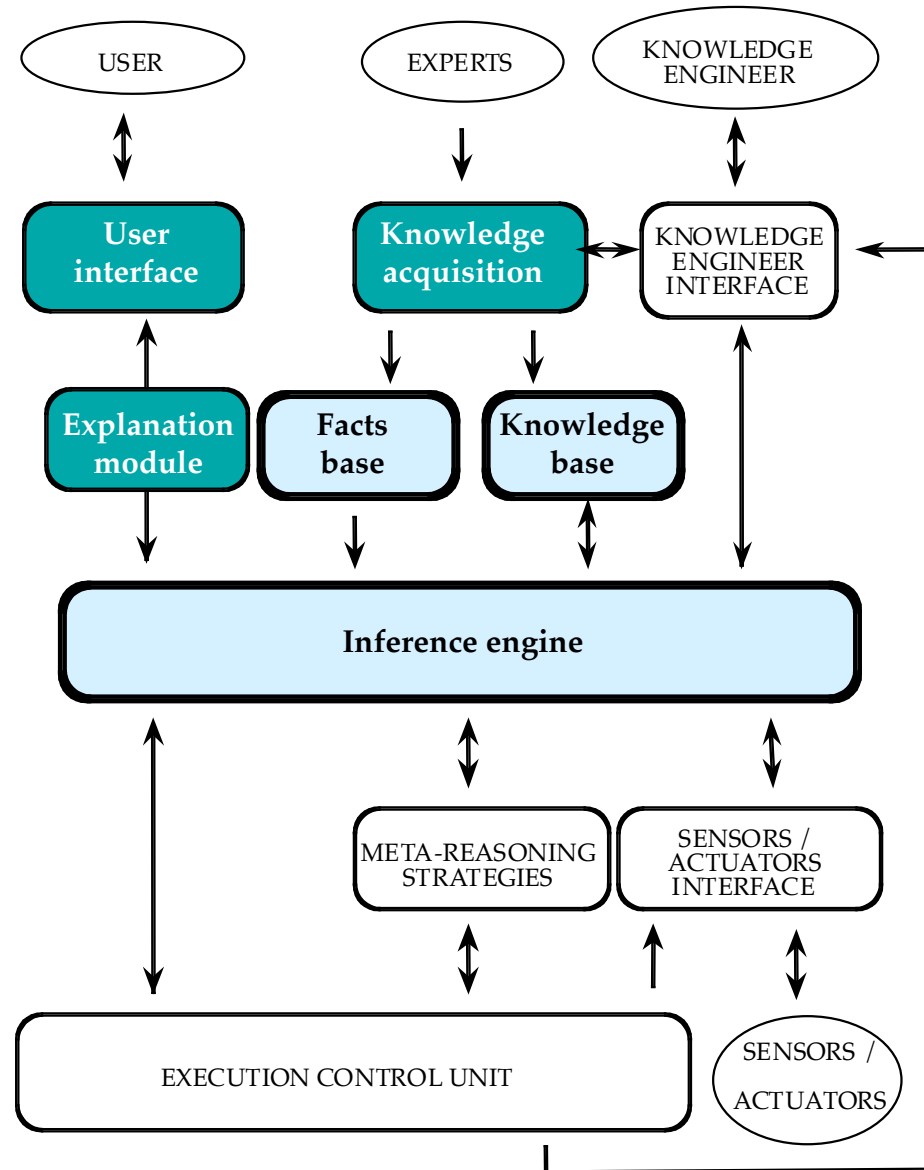 USER
EXPERTS
KNOWLEDGE
ENGINEER
User
interface
Knowledge
acquisition
KNOWLEDGE
ENGINEER
INTERFACE
Explanation
module
Facts
base
Knowledge
base
Inference engine
META-REASONING
STRATEGIES
SENSORS /
ACTUATORS
INTERFACE
EXECUTION CONTROL UNIT
SENSORS /
ACTUATORS